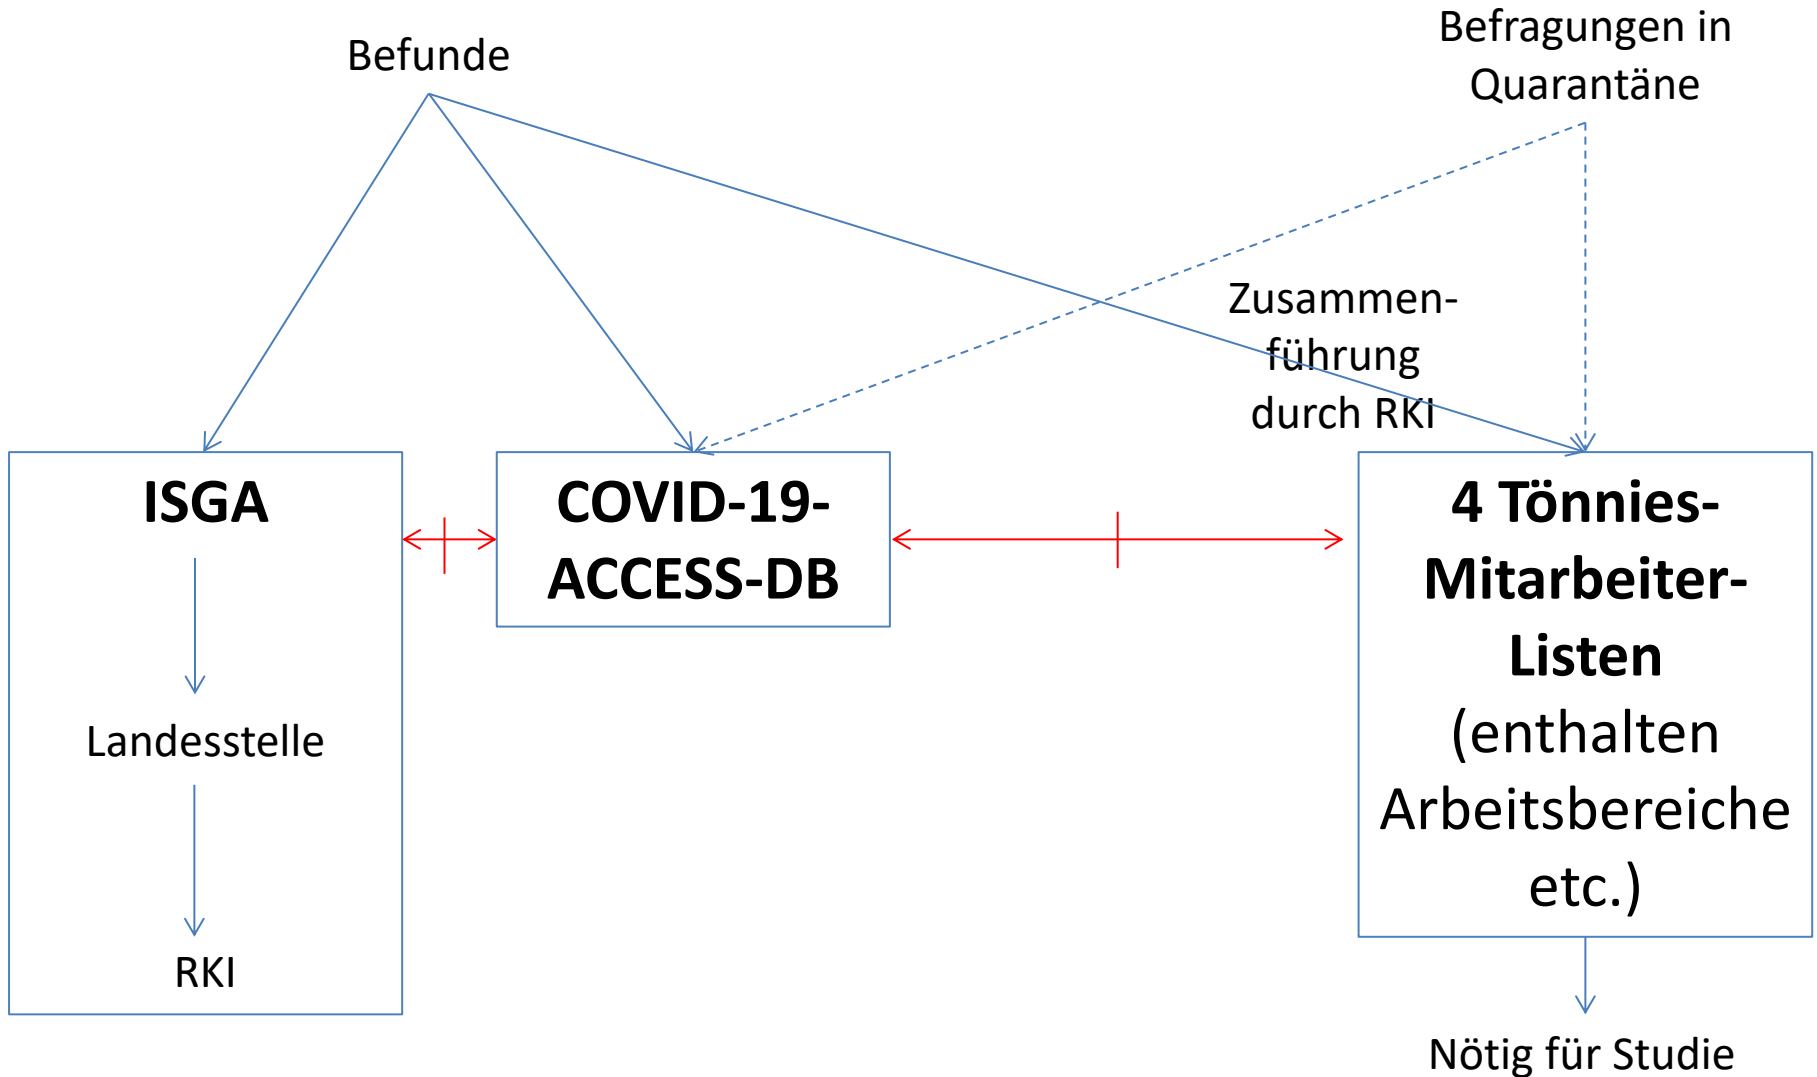 Befunde
Befragungen in
Quarantäne
Zusammen-
führung
durch RKI
ISGA
Landesstelle
RKI
COVID-19-
ACCESS-DB
4 Tönnies-
Mitarbeiter-
Listen
(enthalten
Arbeitsbereiche
etc.)
Nötig für Studie